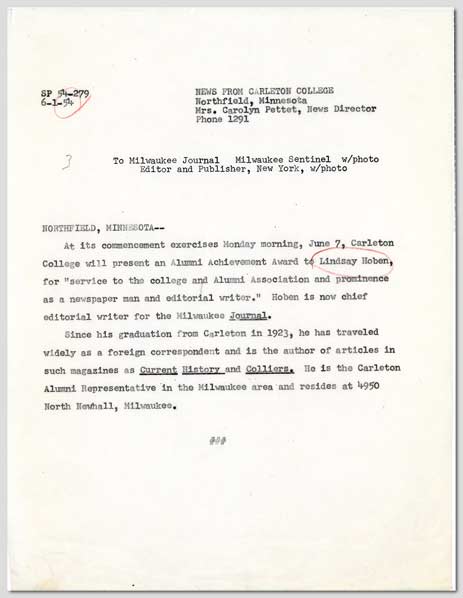 SP 54-279
6-1-54
NEWS FROM CARLETON COLLEGE
Northfield, Minnesota
Mrs. Carolyn Pettet, News Director
Phone 1291
3
To Milwaukee Journal Milwaukee Sentinel w/photo
Editor and Publisher, New York, w/photo
NORTHFIELD, MINNESOTA--
At its commencement exercises Monday morning, June 7, Carleton
College will present an Alumni Achievement Award to Lindsay Hoben,
for "service to the college and Alumni Association and prominence
as a newspaper man and editorial writer." Hoben is now chief
editorial writer for the Milwaukee Journal.
Since his graduation from Carleton in 1923, he has traveled
widely as a foreign correspondent and is the author of articles in
such magazines as Current History and Colliers. He is the Carleton
Alumni Representative in the Milwaukee area and resides at 4950
North Newhall, Milwaukee.
###